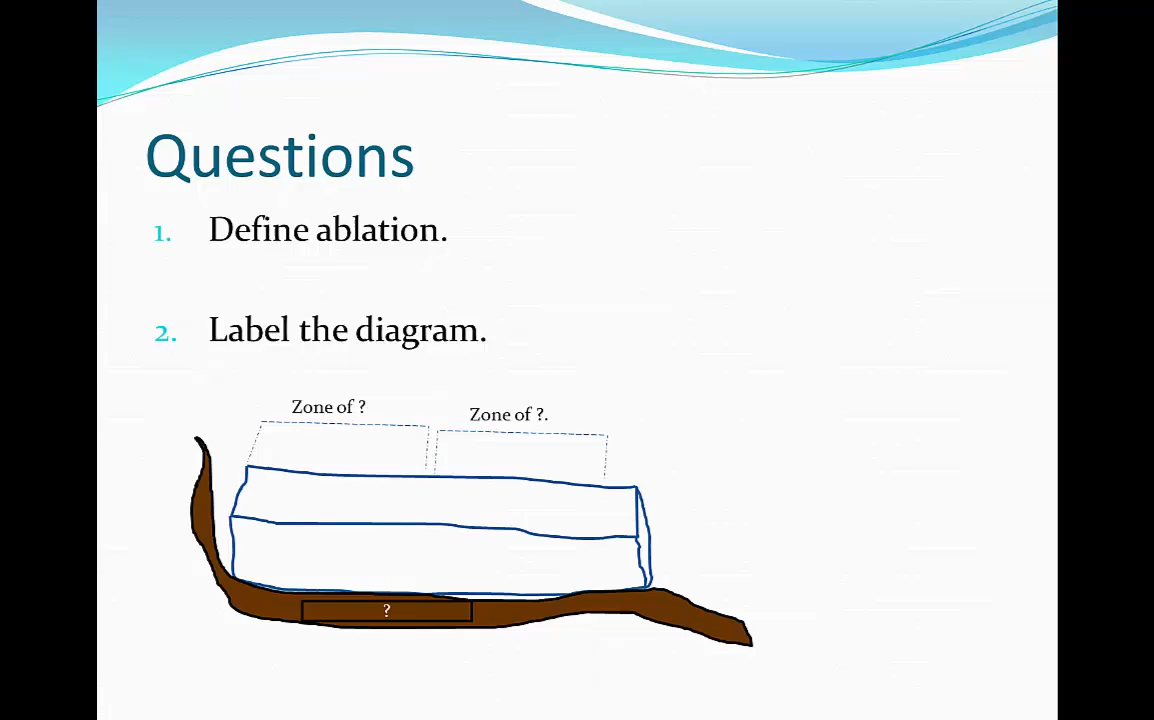 Questions
1. Define ablation.
2. Label the diagram.
Zone of ?
Zone of ?.
?